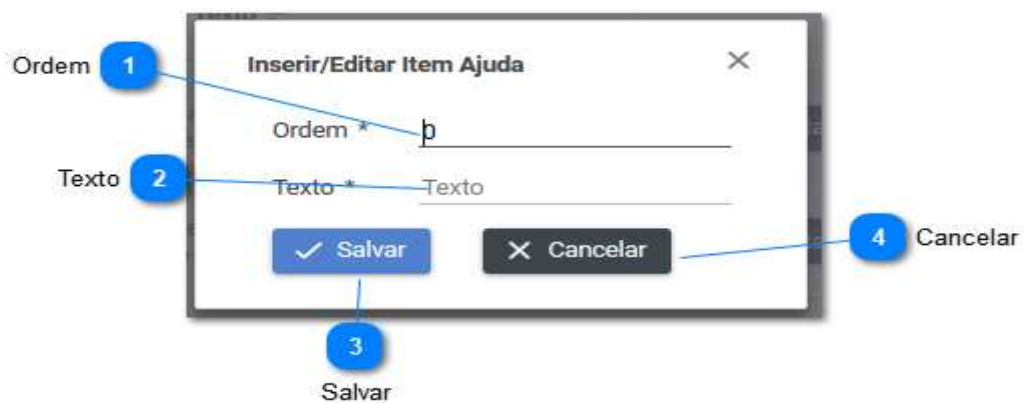 Inserir/Editar Item Ajuda
Ordem 1
Ordem * 0
Texto 2
Texto * Texto
Salvar Cancelar
4 Cancelar
3
Salvar